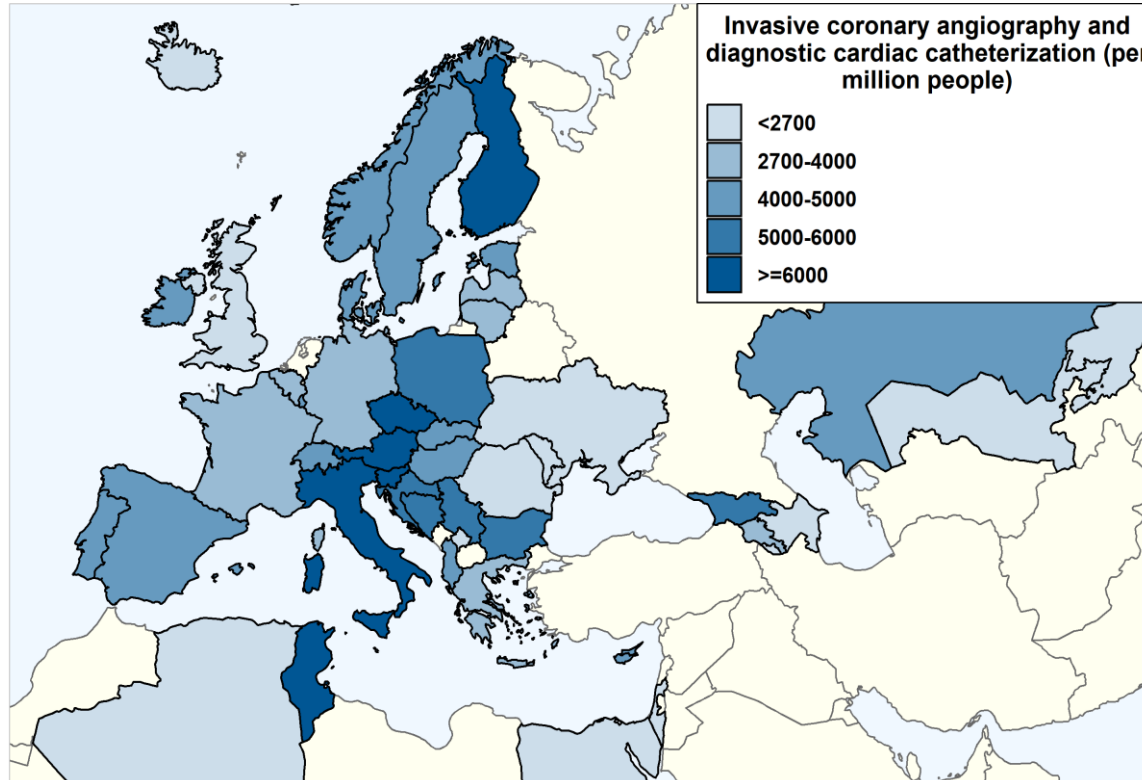 Invasive coronary angiography and
diagnostic cardiac catheterization (per
million people)
<2700
2700-4000
4000-5000
5000-6000
>=6000